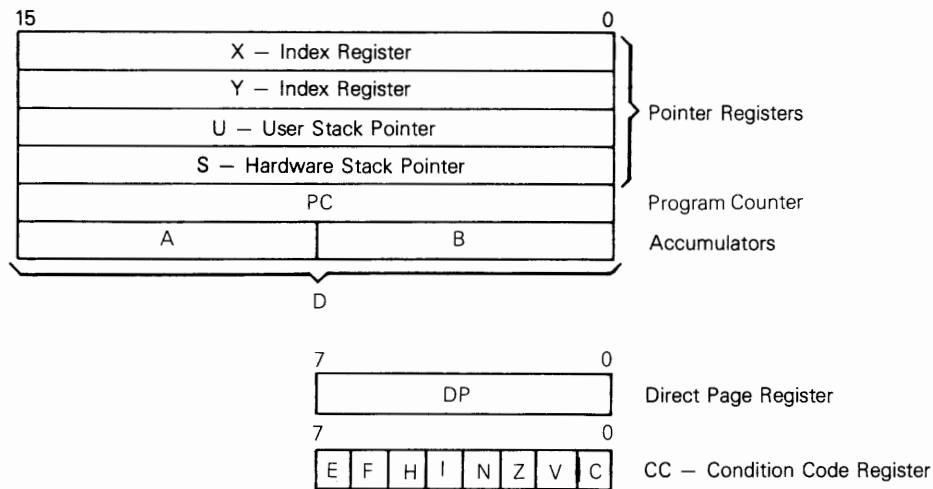 15 0
X — Index Register
Y — Index Register
U — User Stack Pointer
S — Hardware Stack Pointer
Pointer Registers
PC Program Counter
A B Accumulators
D
7 0
DP Direct Page Register
7 0
E F H I N Z V C CC — Condition Code Register